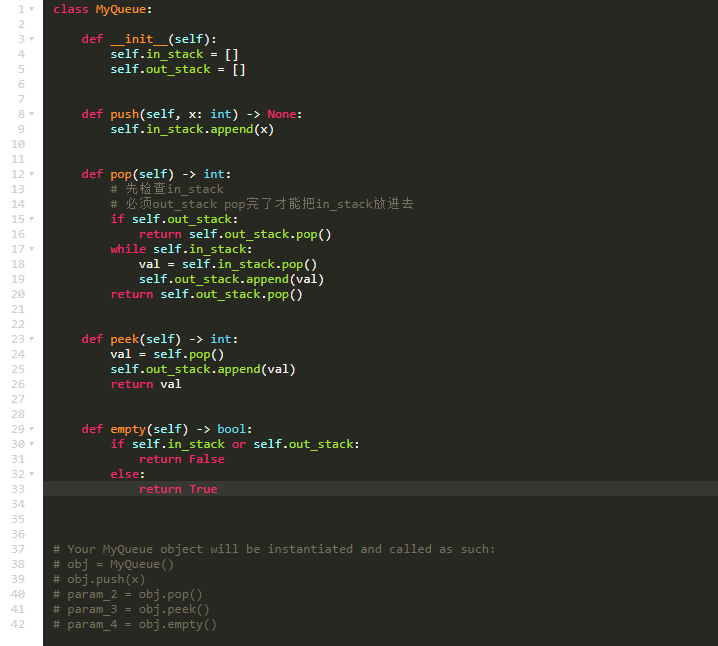 1 class MyQueue:
2
3     def __init__(self):
4         self.in_stack = []
5         self.out_stack = []
6
7
8     def push(self, x: int) -> None:
9         self.in_stack.append(x)
10
11
12     def pop(self) -> int:
13         # 先检查in_stack
14         # 必须out_stack pop完了才能把in_stack放进去
15         if self.out_stack:
16             return self.out_stack.pop()
17         while self.in_stack:
18             val = self.in_stack.pop()
19             self.out_stack.append(val)
20         return self.out_stack.pop()
21
22
23     def peek(self) -> int:
24         val = self.pop()
25         self.out_stack.append(val)
26         return val
27
28
29     def empty(self) -> bool:
30         if self.in_stack or self.out_stack:
31             return False
32         else:
33             return True
34
35
36
37 # Your MyQueue object will be instantiated and called as such:
38 # obj = MyQueue()
39 # obj.push(x)
40 # param_2 = obj.pop()
41 # param_3 = obj.peek()
42 # param_4 = obj.empty()